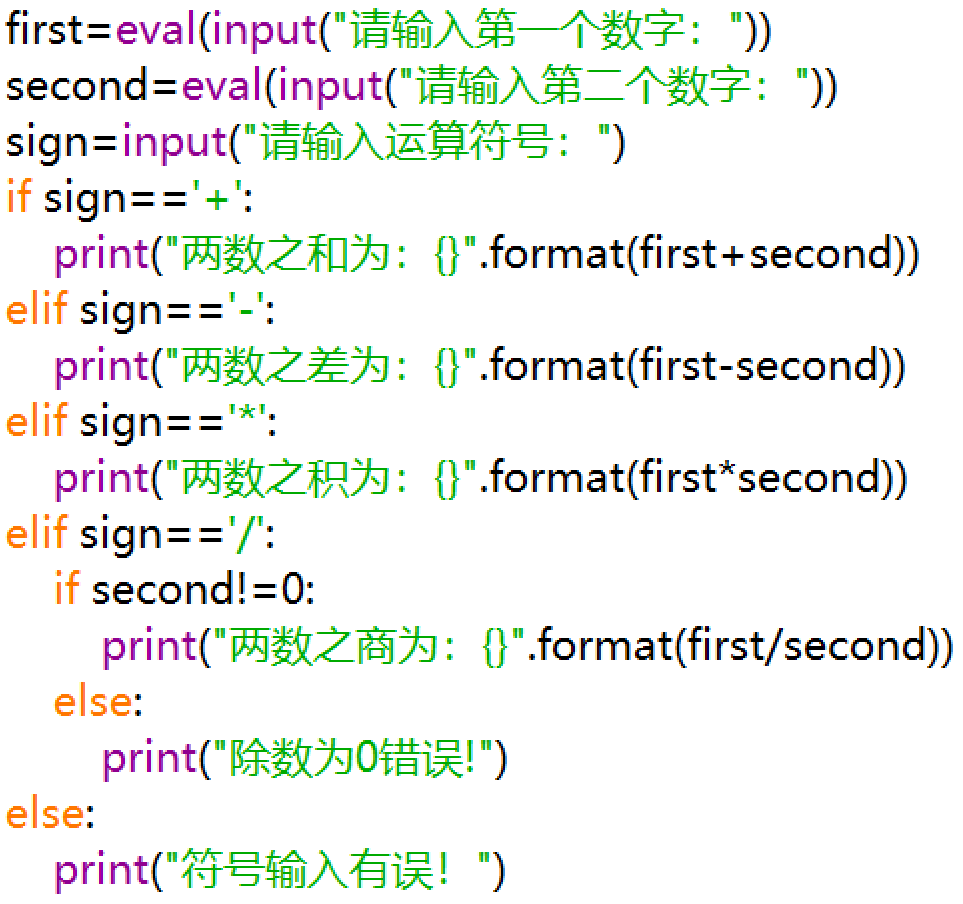 first=eval(input("请输入第一个数字："))
second=eval(input("请输入第二个数字："))
sign=input("请输入运算符号：")
if sign=='+':
    print("两数之和为：{}".format(first+second))
elif sign=='-':
    print("两数之差为：{}".format(first-second))
elif sign=='*':
    print("两数之积为：{}".format(first*second))
elif sign=='/':
    if second!=0:
        print("两数之商为：{}".format(first/second))
    else:
        print("除数为0错误!")
else:
    print("符号输入有误！")